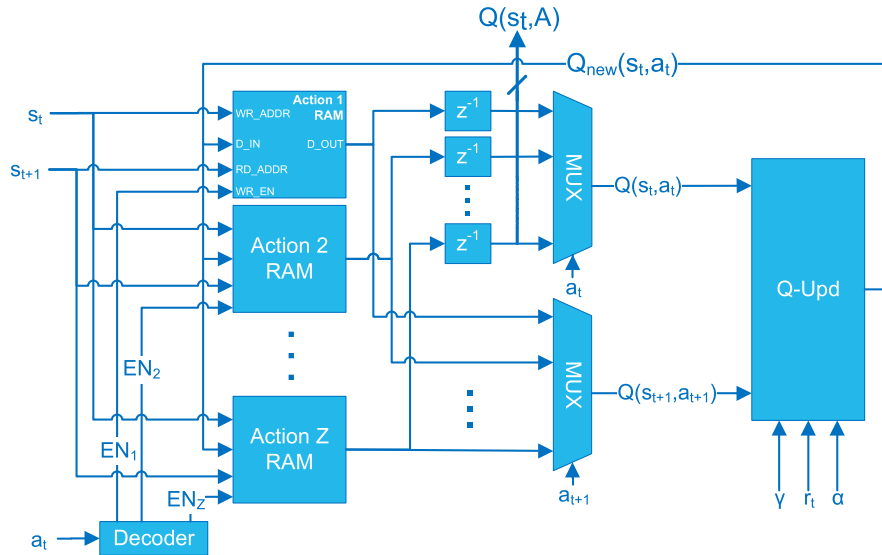 Q(sₜ,A)
Qnew(sₜ,aₜ)
sₜ
sₜ₊₁
Action 1
RAM
WR_ADDR
D_IN
D_OUT
RD_ADDR
WR_EN
z⁻¹
z⁻¹
z⁻¹
MUX
Q(sₜ,aₜ)
aₜ
Action 2
RAM
Q-Upd
EN₂
EN₁
MUX
Q(sₜ₊₁,aₜ₊₁)
Action Z
RAM
EN_Z
aₜ₊₁
γ
rₜ
α
aₜ
Decoder